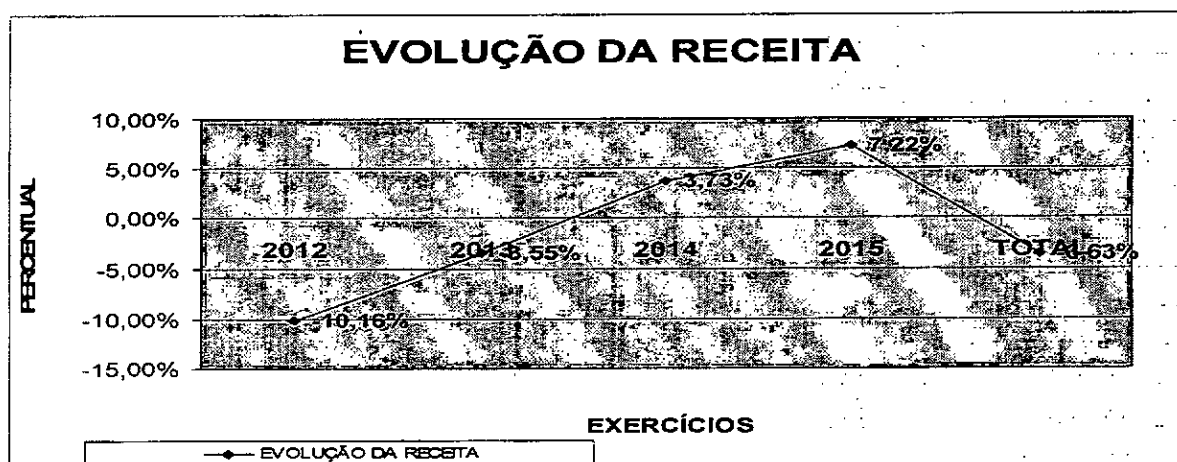 EVOLUÇÃO DA RECEITA
PERCENTUAL
10,00%
5,00%
0,00%
-5,00%
-10,00%
-15,00%
2012 2013 2014 2015
-10,16%
3,73%
7,22%
EXERCÍCIOS
EVOLUÇÃO DA RECEITA